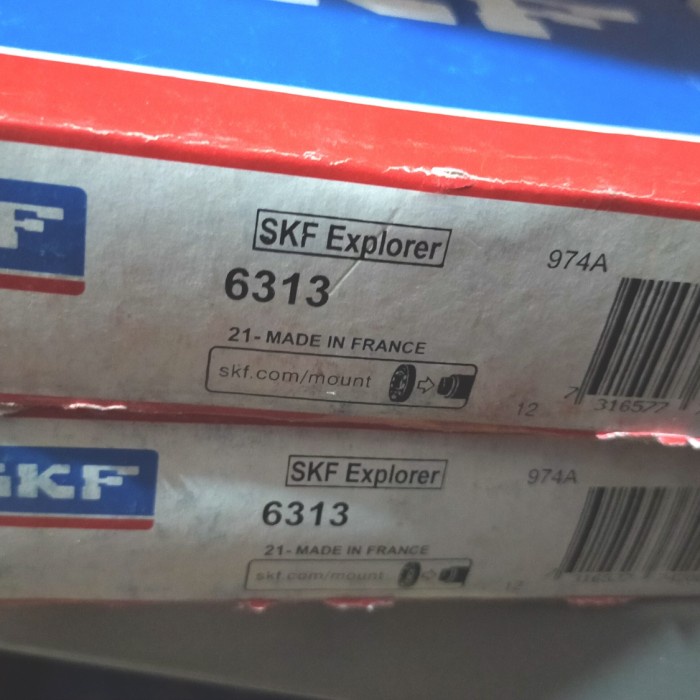 SKF
SKF Explorer
974A
6313
21- MADE IN FRANCE
skf.com/mount
12
7 316577
SKF
SKF Explorer
974A
6313
21- MADE IN FRANCE
skf.com/mount
12